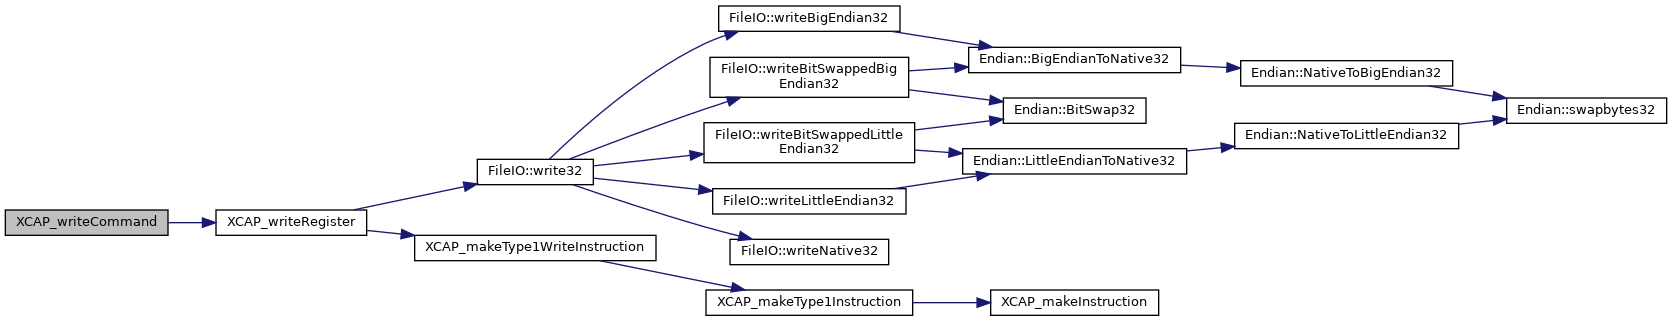 FileIO::writeBigEndian32
Endian::BigEndianToNative32
FileIO::writeBitSwappedBig
Endian32
Endian::NativeToBigEndian32
Endian::BitSwap32
Endian::swapbytes32
FileIO::writeBitSwappedLittle
Endian32
Endian::NativeToLittleEndian32
Endian::LittleEndianToNative32
FileIO::write32
FileIO::writeLittleEndian32
XCAP_writeCommand
XCAP_writeRegister
XCAP_makeType1WriteInstruction
FileIO::writeNative32
XCAP_makeType1Instruction
XCAP_makeInstruction